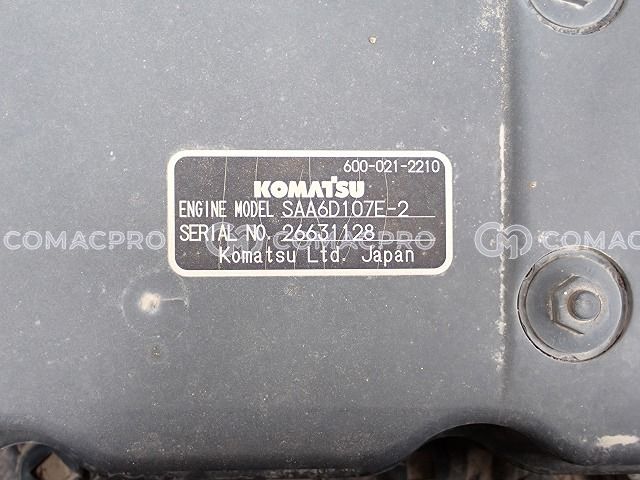 600-021-2210
KOMATSU
ENGINE MODEL SAA6D107E-2
SERIAL NO. 26631128
Komatsu Ltd. Japan
COMACPRO
COMACPRO
COMACPRO